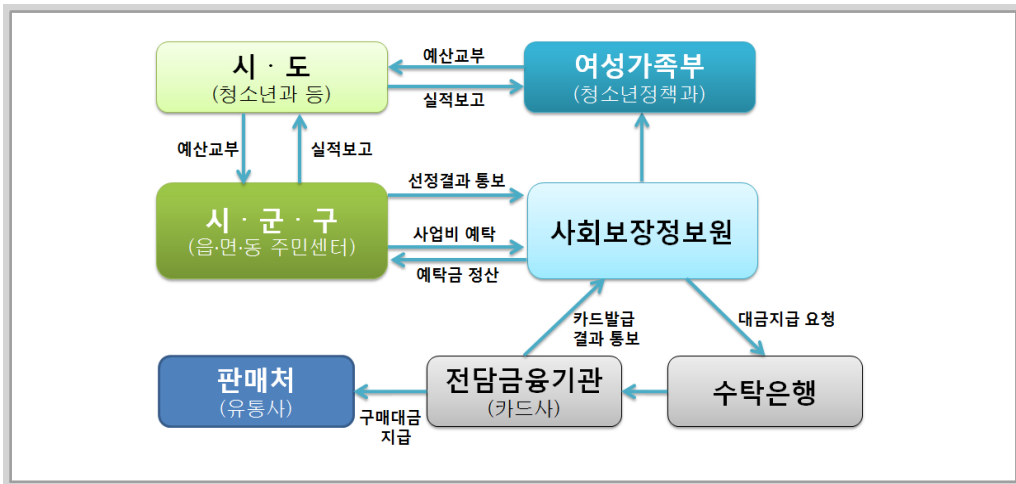 시 · 도
(청소년과 등)
예산교부
실적보고
여성가족부
(청소년정책과)
예산교부
실적보고
시 · 군 · 구
(읍·면·동 주민센터)
선정결과 통보
사업비 예탁
예탁금 정산
사회보장정보원
카드발급
결과 통보
대금지급 요청
판매처
(유통사)
구매대금
지급
전담금융기관
(카드사)
수탁은행